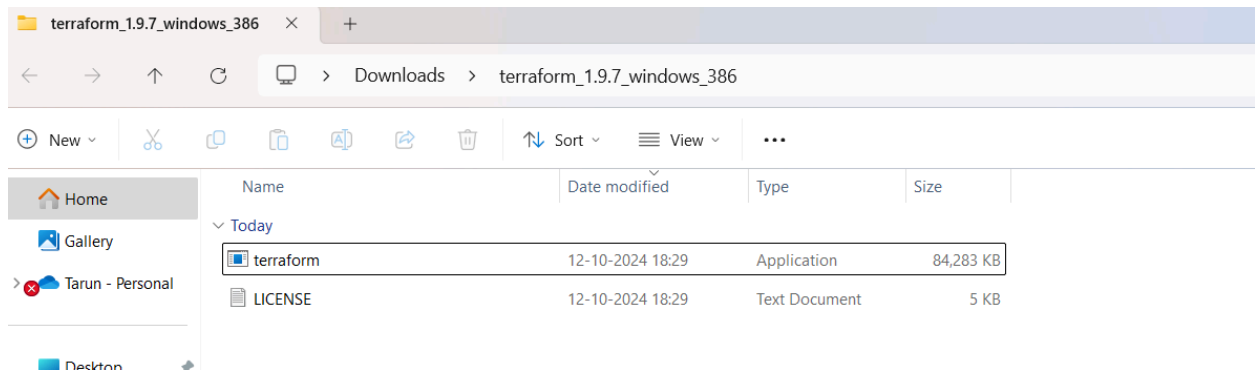 terraform_1.9.7_windows_386
Downloads > terraform_1.9.7_windows_386
New Sort View
Name Date modified Type Size
Home
Today
Gallery
terraform 12-10-2024 18:29 Application 84,283 KB
Tarun - Personal
LICENSE 12-10-2024 18:29 Text Document 5 KB
Desktop